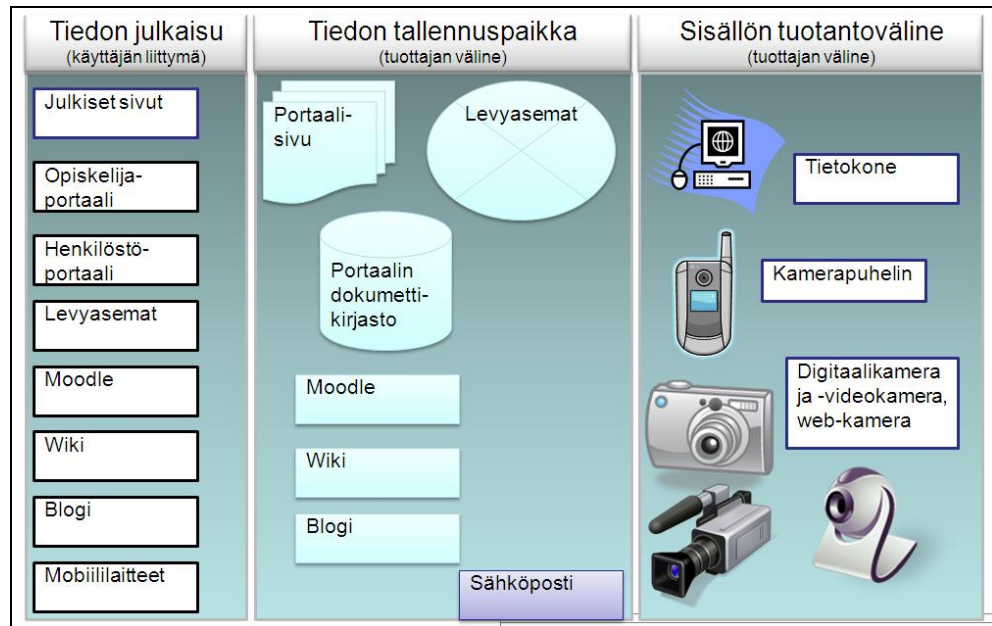 Tiedon julkaisu
(käyttäjän liittymä)
Julkiset sivut
Opiskelija-
portaali
Henkilöstö-
portaali
Levyasemat
Moodle
Wiki
Blogi
Mobiililaitteet
Tiedon tallennuspaikka
(tuottajan väline)
Portaali-
sivu
Levyasemat
Portaalin
dokumetti-
kirjasto
Moodle
Wiki
Blogi
Sähköposti
Sisällön tuotantoväline
(tuottajan väline)
Tietokone
Kamerapuhelin
Digitaalikamera
ja -videokamera,
web-kamera